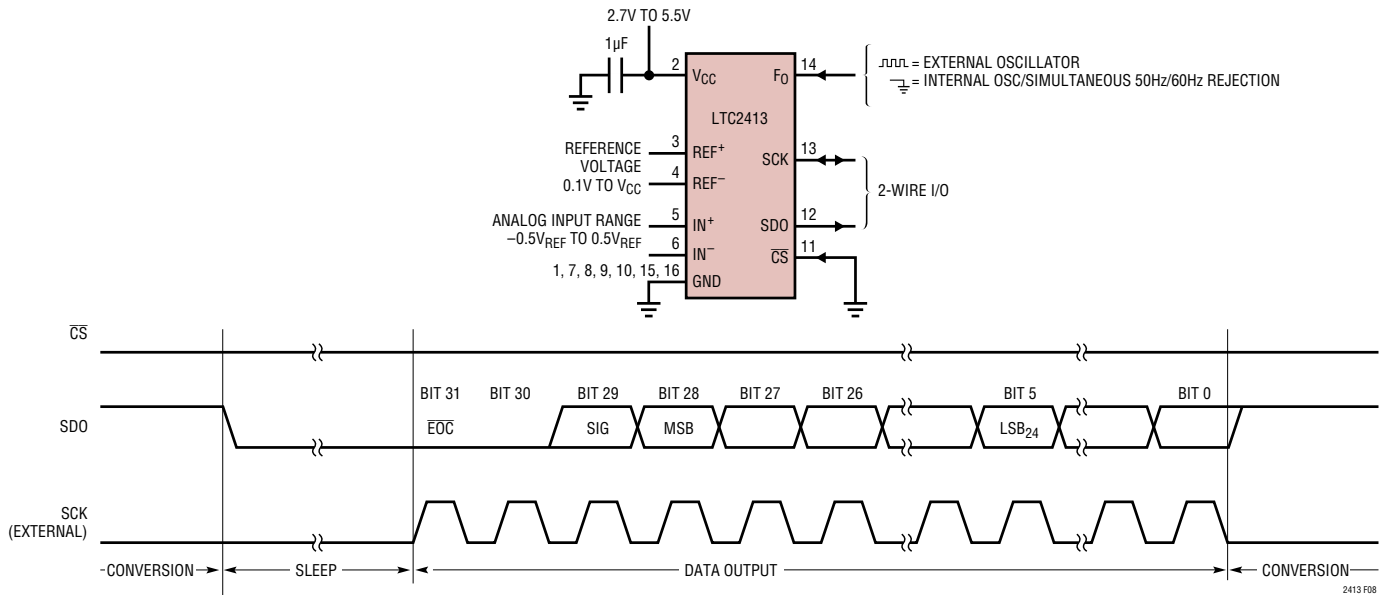 2.7V TO 5.5V
1µF
2
VCC
FO
14
= EXTERNAL OSCILLATOR
= INTERNAL OSC/SIMULTANEOUS 50Hz/60Hz REJECTION
LTC2413
REFERENCE
VOLTAGE
0.1V TO VCC
3
REF+
4
REF–
SCK
13
2-WIRE I/O
ANALOG INPUT RANGE
–0.5VREF TO 0.5VREF
5
IN+
6
IN–
SDO
12
CS
11
1, 7, 8, 9, 10, 15, 16
GND
CS
SDO
BIT 31
BIT 30
BIT 29
BIT 28
BIT 27
BIT 26
BIT 5
BIT 0
EOC
SIG
MSB
LSB24
SCK
(EXTERNAL)
CONVERSION
SLEEP
DATA OUTPUT
CONVERSION
2413 F08